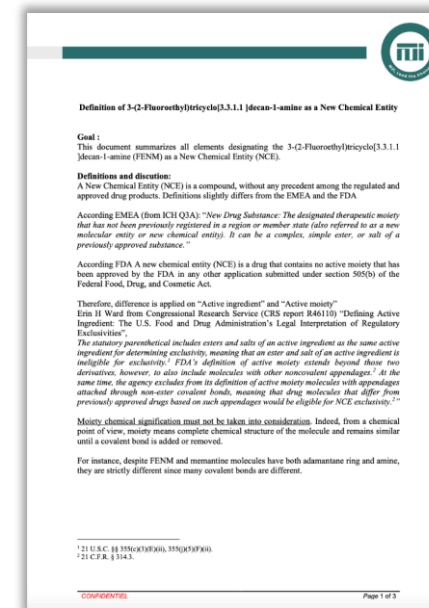 mi
Definition of 3-(2-Fluoroethyl)tricyclo[3.3.1.1 ]decan-1-amine as a New Chemical Entity
Goal :
This document summarizes all elements designating the 3-(2-Fluoroethyl)tricyclo[3.3.1.1
]decan-1-amine (FENM) as a New Chemical Entity (NCE).
Definitions and discution:
A New Chemical Entity (NCE) is a compound, without any precedent among the regulated and
approved drug products. Definitions slightly differs from the EMEA and the FDA
According EMEA (from ICH Q3A): “New Drug Substance: The designated therapeutic moiety
that has not been previously registered in a region or member state (also referred to as a new
molecular entity or new chemical entity). It can be a complex, simple ester, or salt of a
previously approved substance.”
According FDA A new chemical entity (NCE) is a drug that contains no active moiety that has
been approved by the FDA in any other application submitted under section 505(b) of the
Federal Food, Drug, and Cosmetic Act.
Therefore, difference is applied on “Active ingredient” and “Active moiety”
Erin H Ward from Congressional Research Service (CRS report R46110) “Defining Active
Ingredient: The U.S. Food and Drug Administration’s Legal Interpretation of Regulatory
Exclusivities”,
The statutory parenthetical includes esters and salts of an active ingredient as the same active
ingredient for determining exclusivity, meaning that an ester and salt of an active ingredient is
ineligible for exclusivity.¹ FDA’s definition of active moiety extends beyond those two
derivatives, however, to also include molecules with other noncovalent appendages.² At the
same time, the agency excludes from its definition of active moiety molecules with appendages
attached through non-ester covalent bonds, meaning that drug molecules that differ from
previously approved drugs based on such appendages would be eligible for NCE exclusivity.²“
Moiety chemical signification must not be taken into consideration. Indeed, from a chemical
point of view, moiety means complete chemical structure of the molecule and remains similar
until a covalent bond is added or removed.
For instance, despite FENM and memantine molecules have both adamantane ring and amine,
they are strictly different since many covalent bonds are different.
¹ 21 U.S.C. §§ 355(c)(3)(E)(ii), 355(j)(5)(F)(ii).
² 21 C.F.R. § 314.3.
CONFIDENTIEL
Page 1 of 3